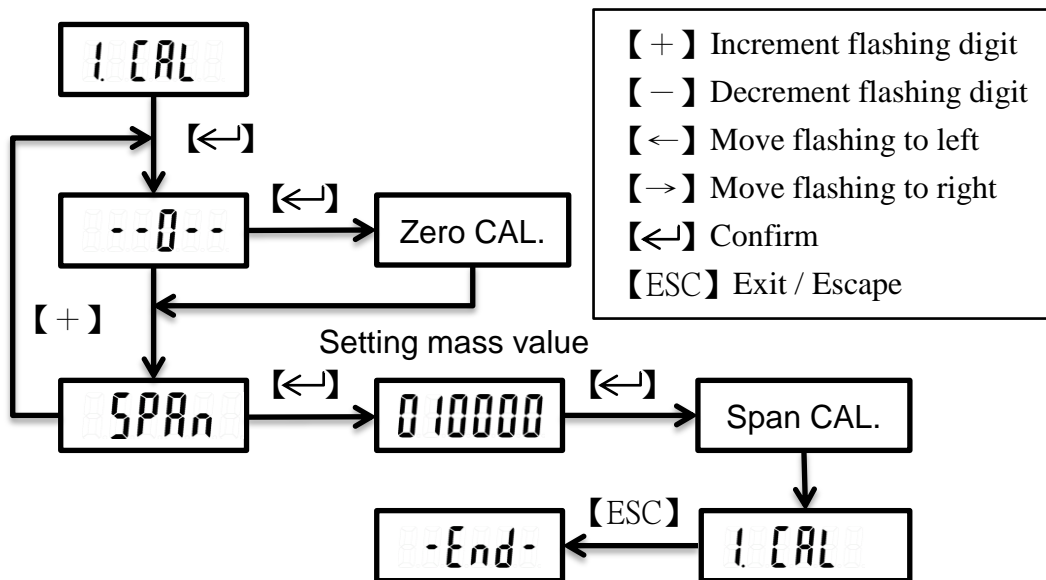 1. CAL
【←┘】
--0--
【←┘】
Zero CAL.
【+】
Setting mass value
SPAn
【←┘】
010000
【←┘】
Span CAL.
1. CAL
【ESC】
-End-
【+】 Increment flashing digit
【-】 Decrement flashing digit
【←】 Move flashing to left
【→】 Move flashing to right
【←┘】 Confirm
【ESC】 Exit / Escape